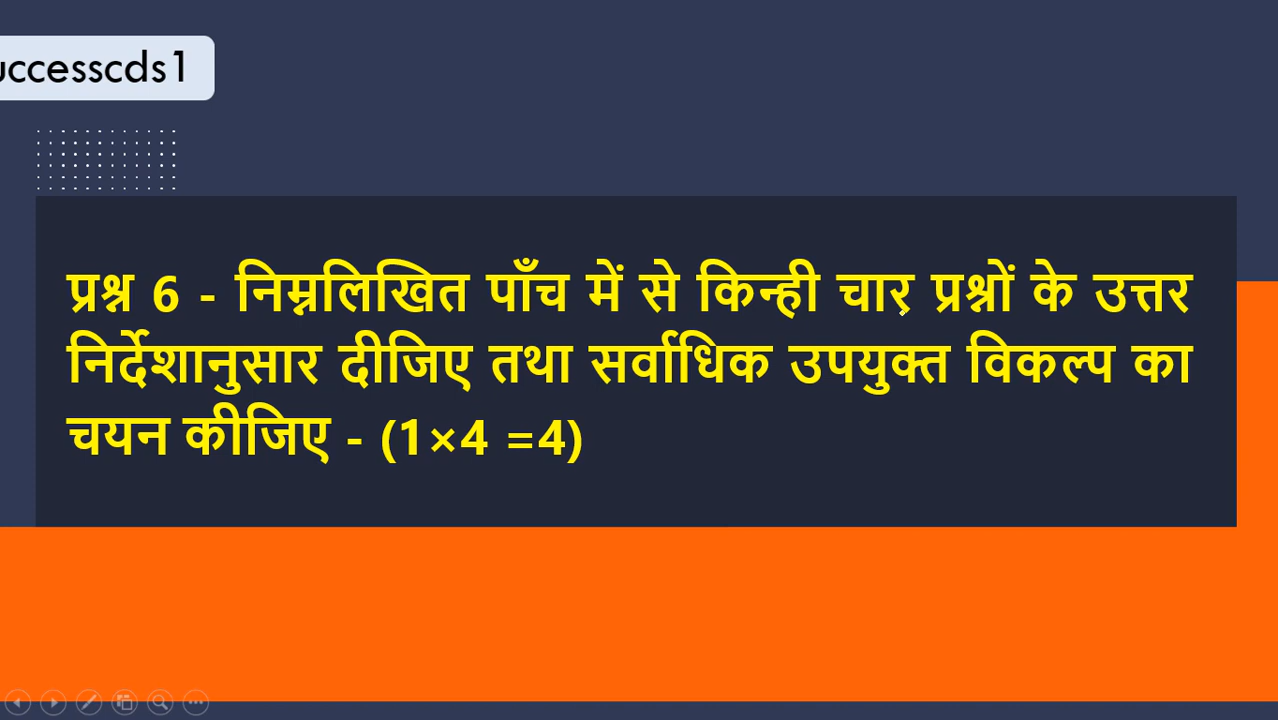 uccesscds1
प्रश्न 6 - निम्नलिखित पाँच में से किन्ही चार प्रश्नों के उत्तर
निर्देशानुसार दीजिए तथा सर्वाधिक उपयुक्त विकल्प का
चयन कीजिए - (1×4 =4)